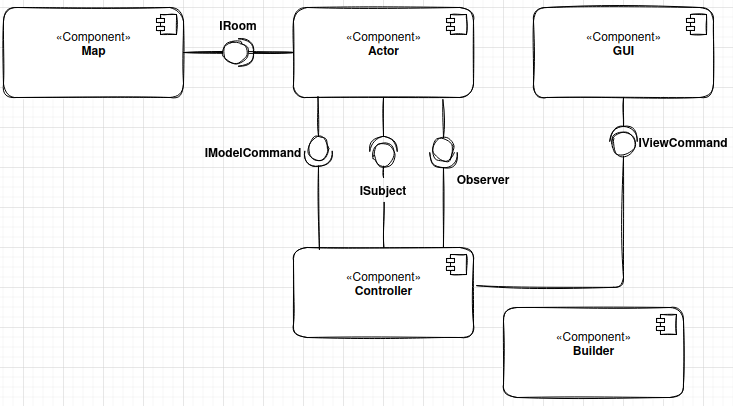 IRoom
«Component»
Map
«Component»
Actor
«Component»
GUI
IModelCommand
IViewCommand
ISubject
Observer
«Component»
Controller
«Component»
Builder